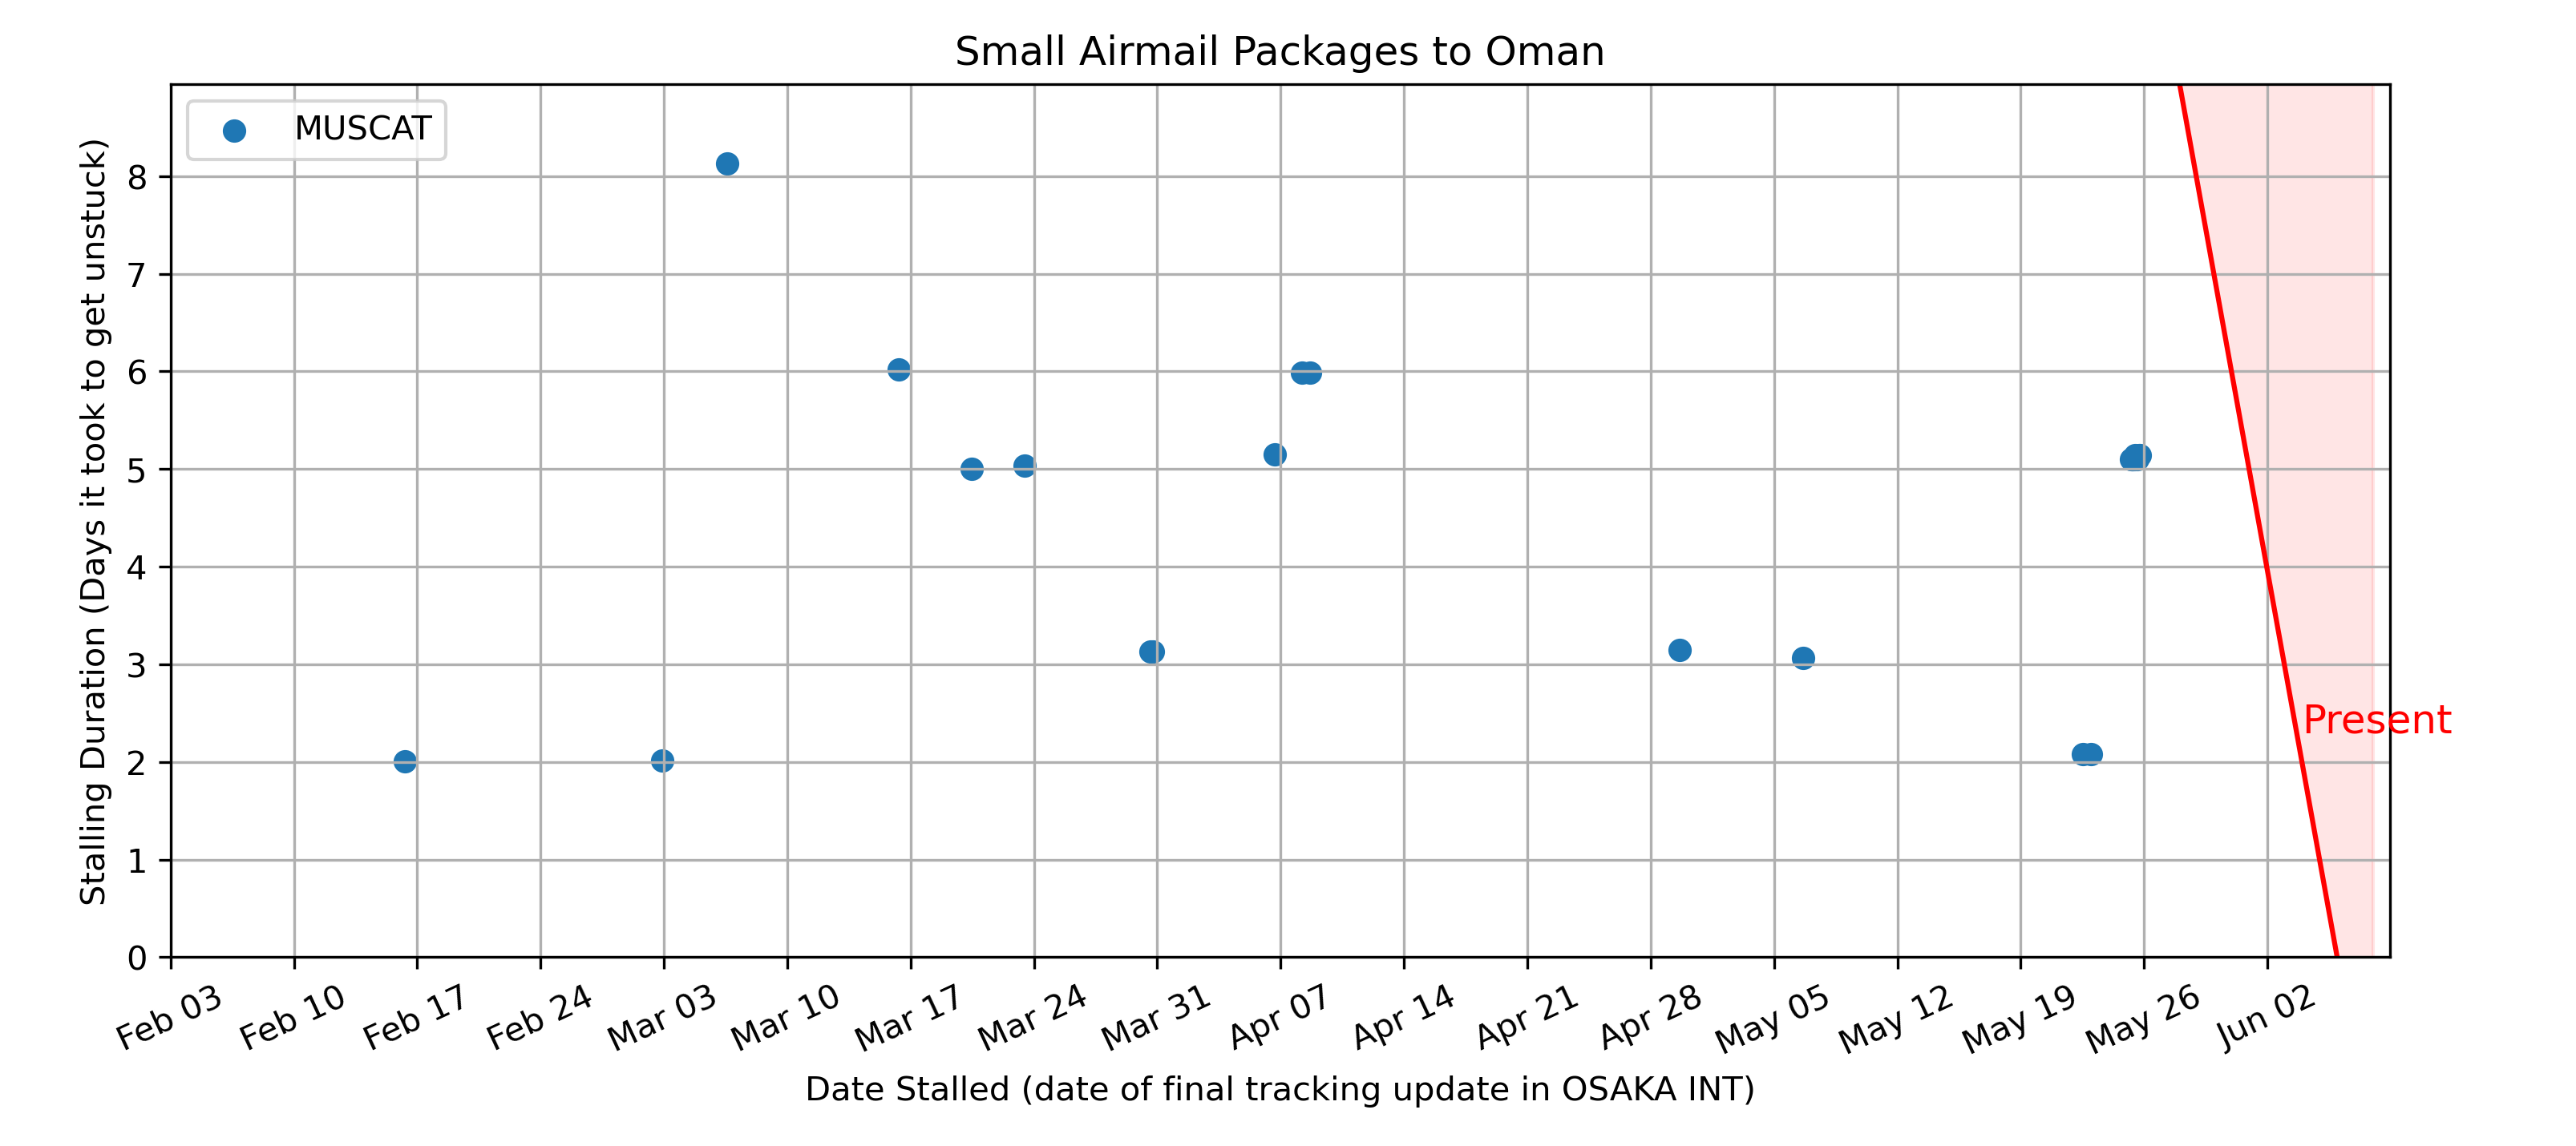 Small Airmail Packages to Oman
MUSCAT
Stalling Duration (Days it took to get unstuck)
8
7
6
5
4
3
2
1
0
Present
Feb 03
Feb 10
Feb 17
Feb 24
Mar 03
Mar 10
Mar 17
Mar 24
Mar 31
Apr 07
Apr 14
Apr 21
Apr 28
May 05
May 12
May 19
May 26
Jun 02
Date Stalled (date of final tracking update in OSAKA INT)